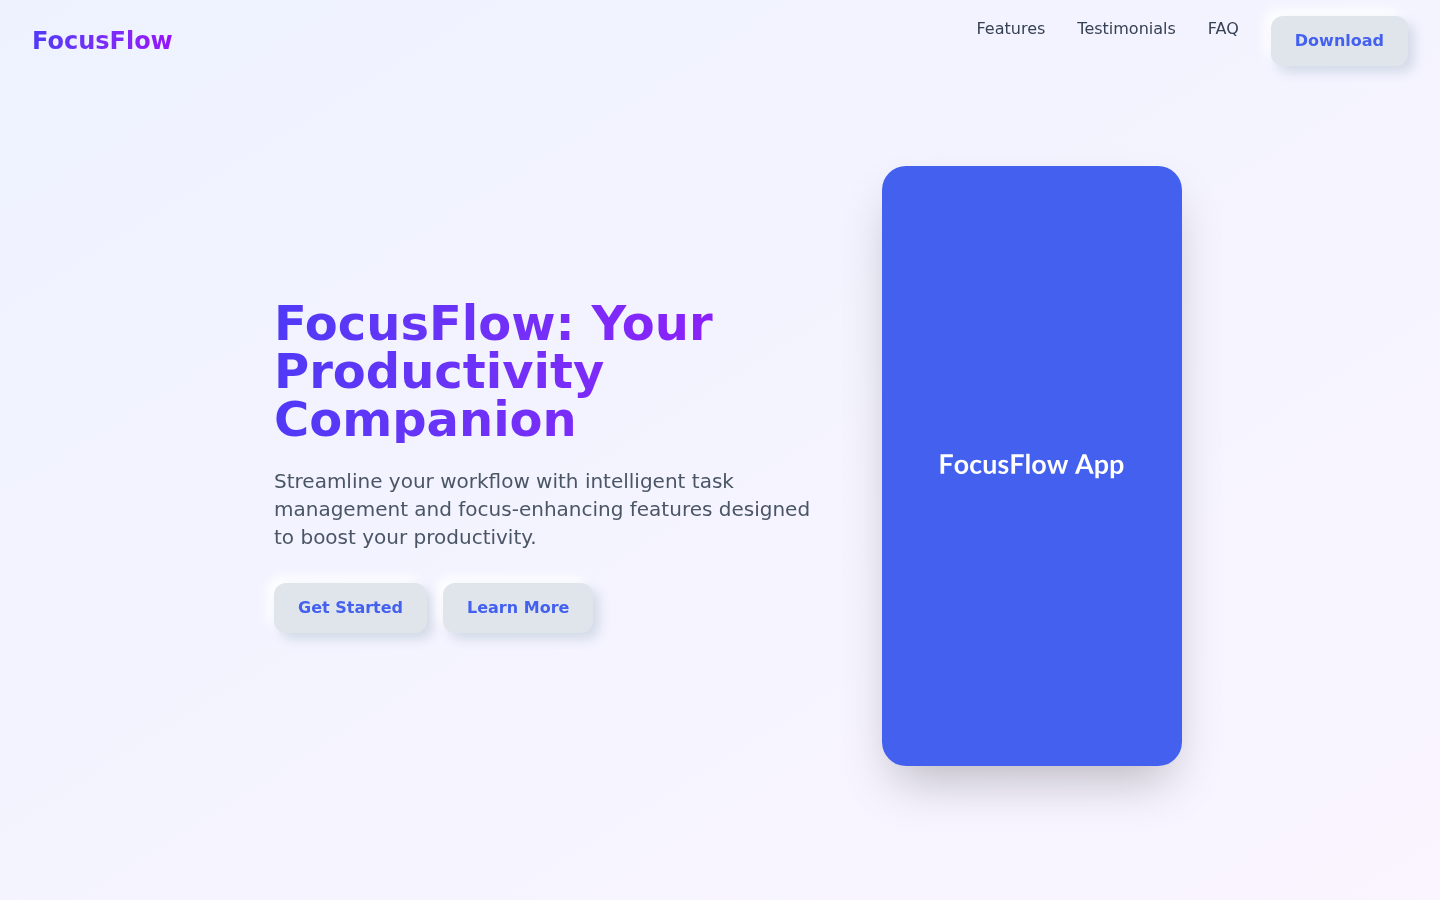 FocusFlow
Features
Testimonials
FAQ
Download
FocusFlow: Your
Productivity
Companion
Streamline your workflow with intelligent task
management and focus-enhancing features designed
to boost your productivity.
Get Started
Learn More
FocusFlow App